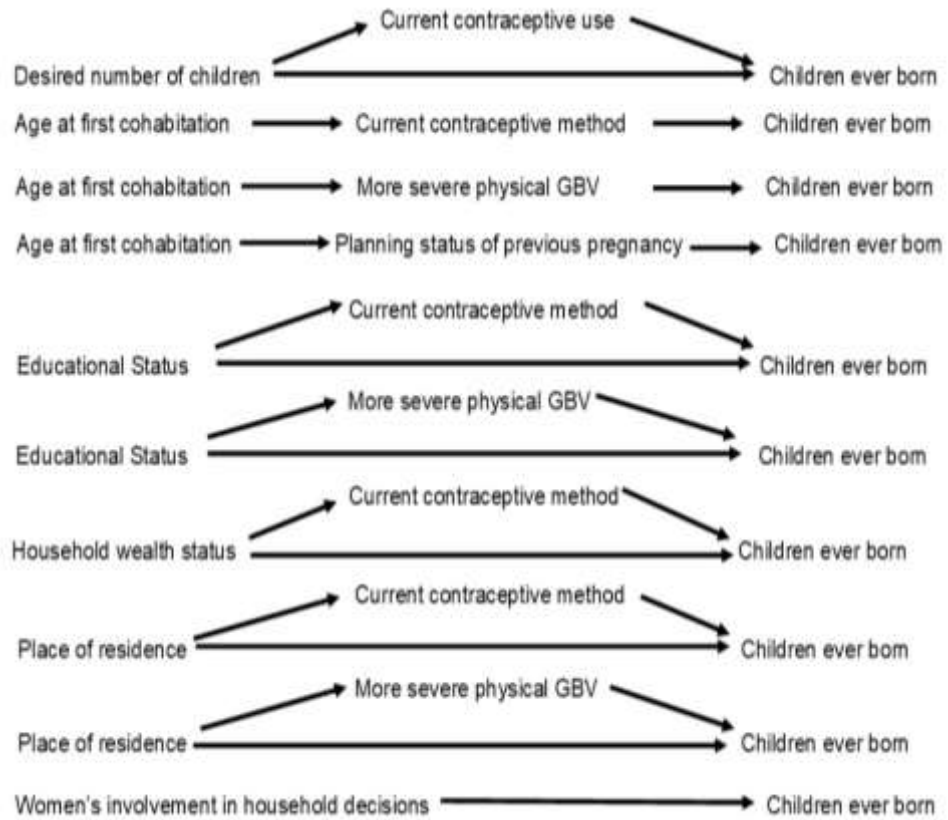 Current contraceptive use
Desired number of children Children ever born
Age at first cohabitation Current contraceptive method Children ever born
Age at first cohabitation More severe physical GBV Children ever born
Age at first cohabitation Planning status of previous pregnancy Children ever born
Current contraceptive method
Educational Status Children ever born
More severe physical GBV
Educational Status Children ever born
Current contraceptive method
Household wealth status Children ever born
Current contraceptive method
Place of residence Children ever born
More severe physical GBV
Place of residence Children ever born
Women's involvement in household decisions Children ever born